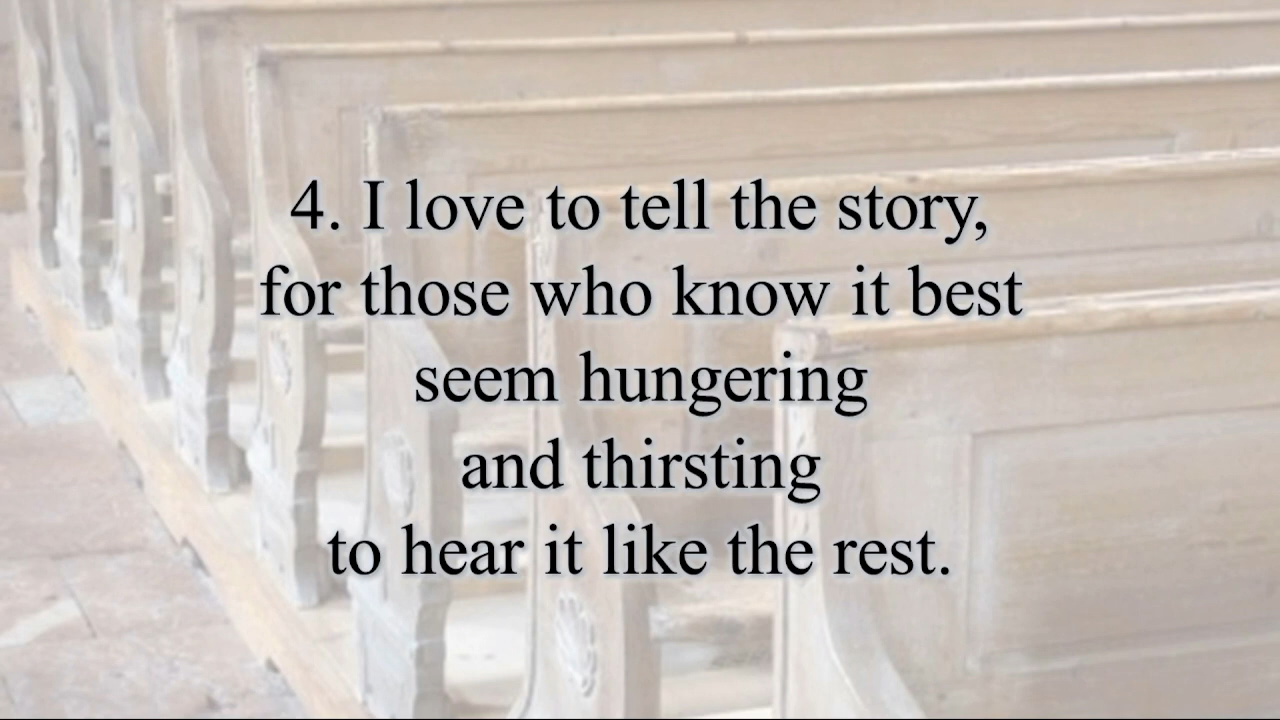 4. I love to tell the story,
for those who know it best
seem hungering
and thirsting
to hear it like the rest.